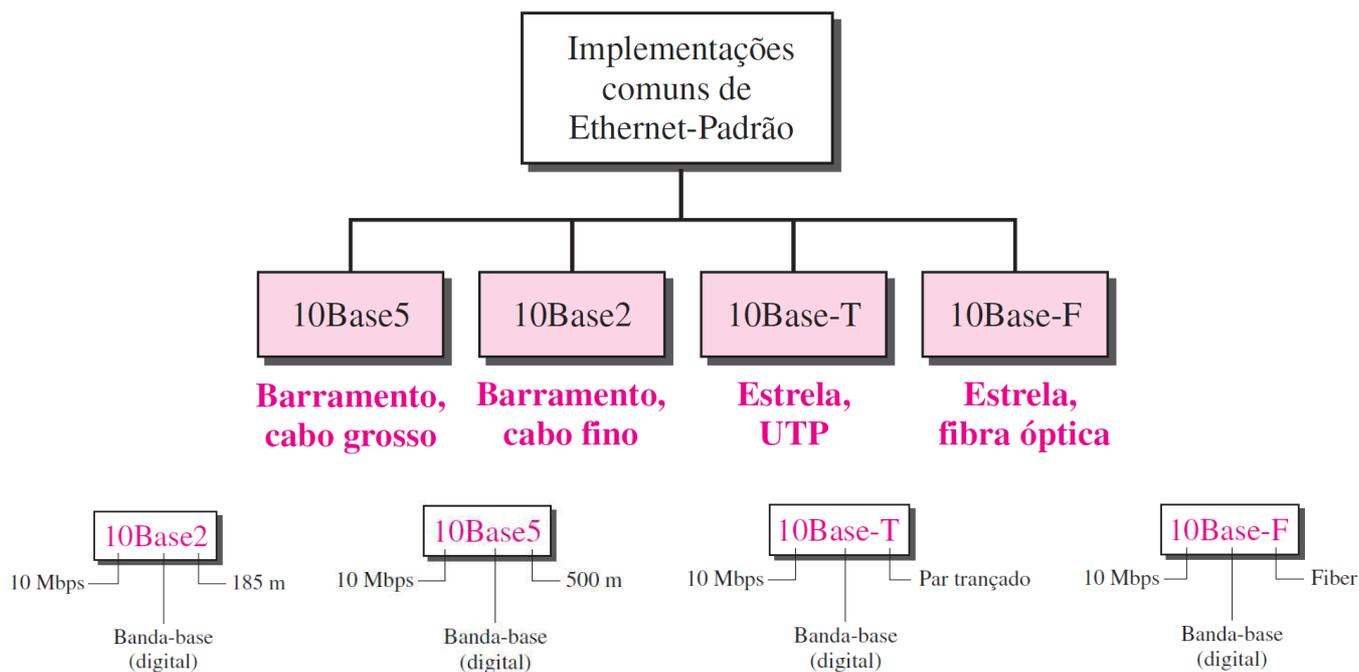 Implementações
comuns de
Ethernet-Padrão
10Base5
10Base2
10Base-T
10Base-F
Barramento,
cabo grosso
Barramento,
cabo fino
Estrela,
UTP
Estrela,
fibra óptica
10Base2
10 Mbps
185 m
Banda-base
(digital)
10Base5
10 Mbps
500 m
Banda-base
(digital)
10Base-T
10 Mbps
Par trançado
Banda-base
(digital)
10Base-F
10 Mbps
Fiber
Banda-base
(digital)